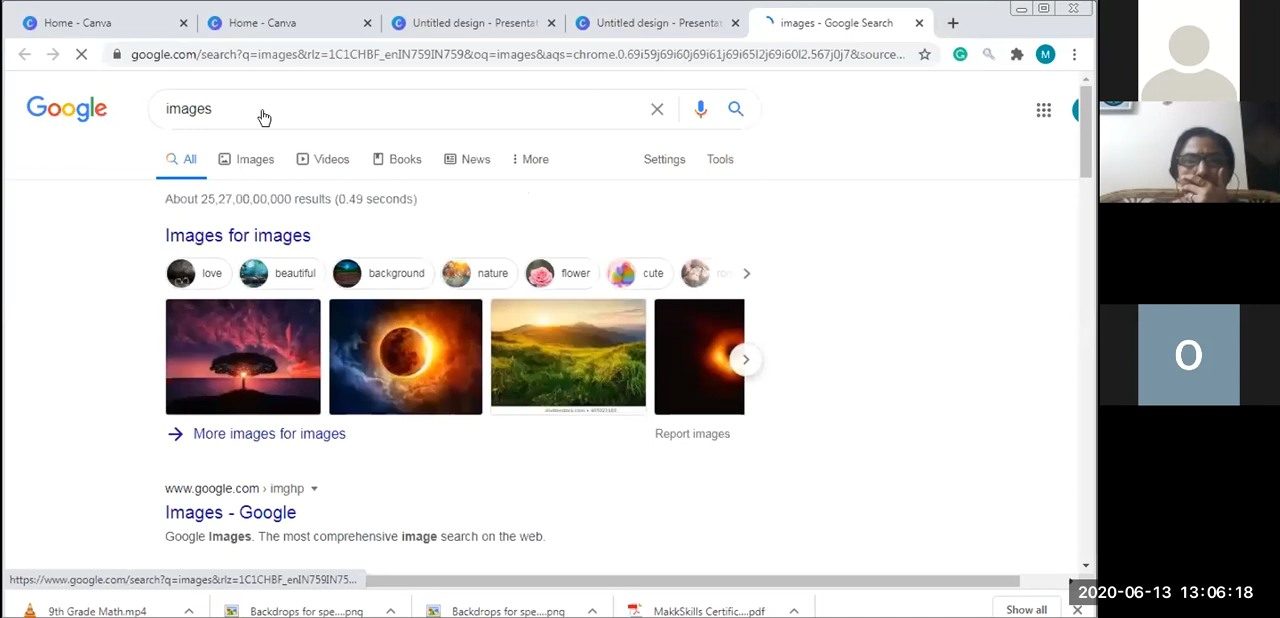 Home - Canva
Home - Canva
Untitled design - Presentat
Untitled design - Presentat
images - Google Search
google.com/search?q=images&rlz=1C1CHBF_enIN759IN759&oq=images&aqs=chrome.0.69i59j69i60j69i61j69i65l2j69i60l2.567j0j7&source...
M
Google
images
All
Images
Videos
Books
News
More
Settings
Tools
About 25,27,00,00,000 results (0.49 seconds)
Images for images
love
beautiful
background
nature
flower
cute
More images for images
Report images
www.google.com › imghp
Images - Google
Google Images. The most comprehensive image search on the web.
https://www.google.com/search?q=images&rlz=1C1CHBF_enIN759IN75...
9th Grade Math.mp4
Backdrops for spe....png
Backdrops for spe....png
MakkSkills Certific....pdf
Show all
O
2020-06-13 13:06:18